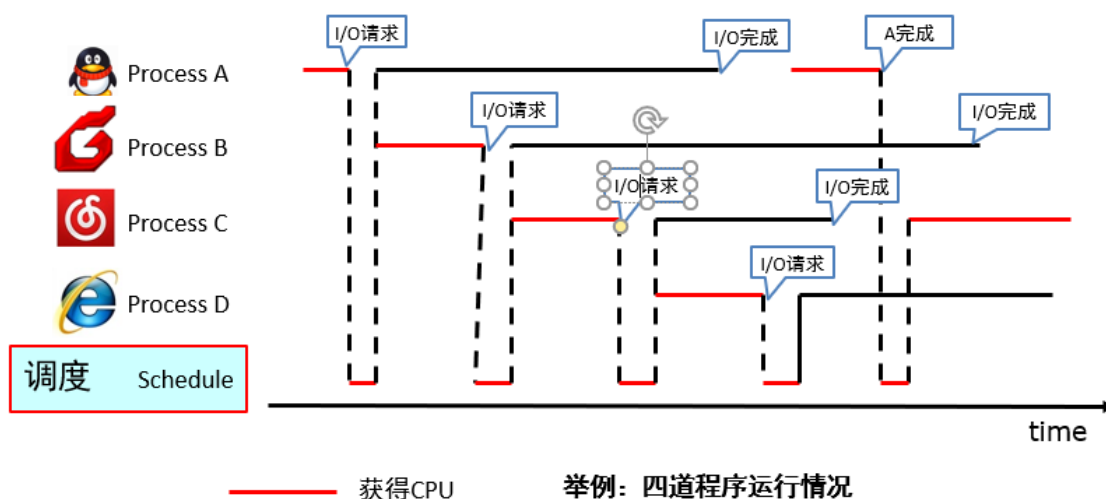 I/O请求
I/O完成
A完成
Process A
I/O请求
I/O完成
Process B
I/O请求
I/O完成
Process C
I/O请求
Process D
调度 Schedule
time
获得CPU 举例：四道程序运行情况